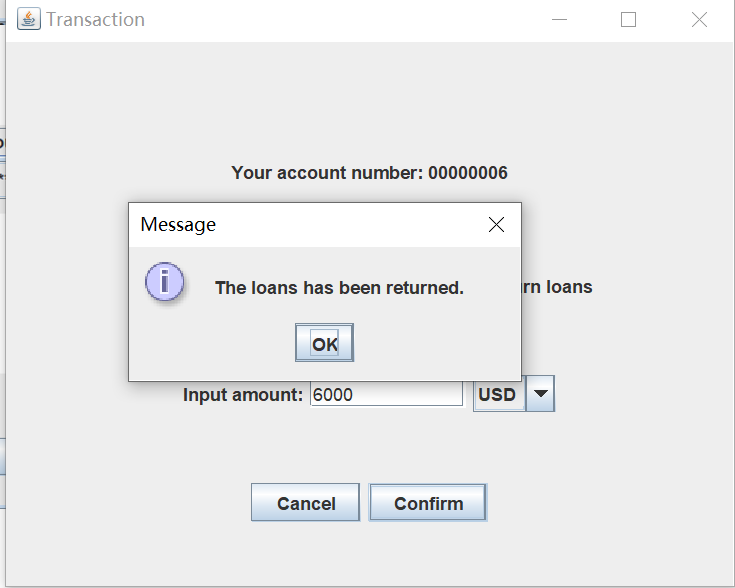 Transaction
Your account number: 00000006
Message
The loans has been returned.
loans
OK
Input amount: 6000 USD
Cancel Confirm